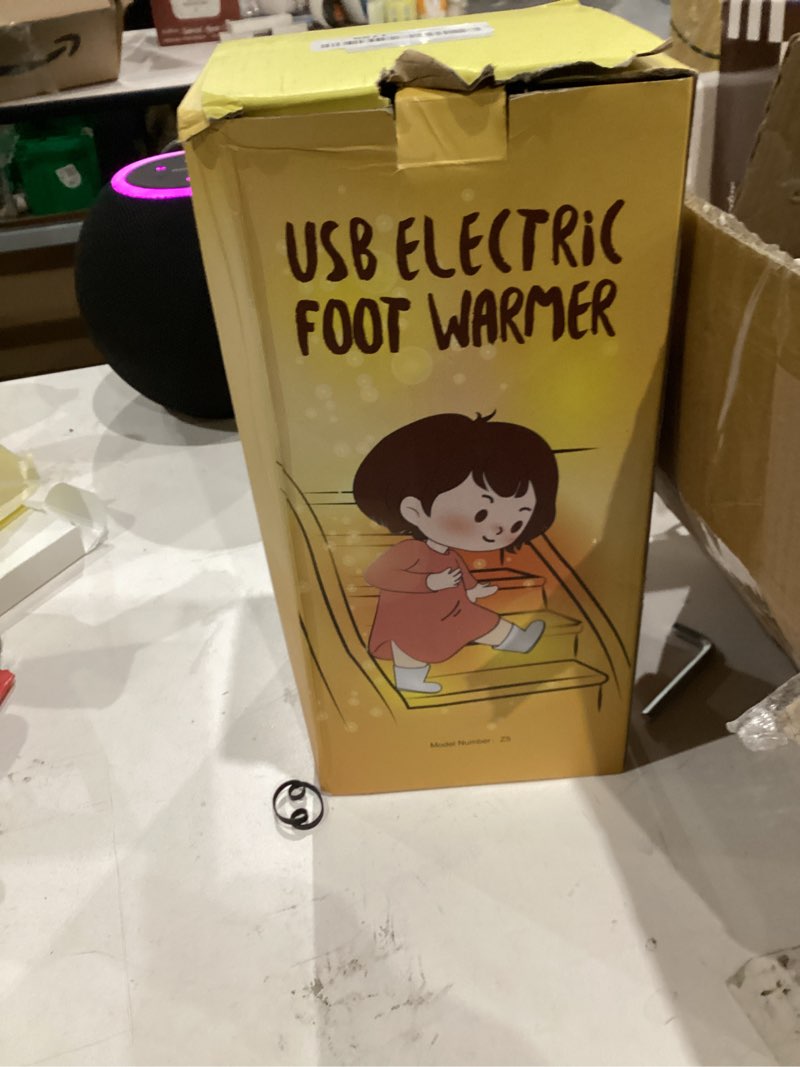 USB ELECTRiC
FOOT WARMER
Model Number: Z5